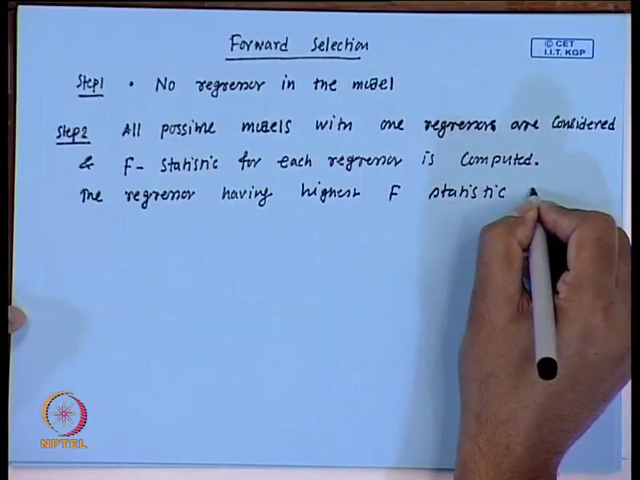 Forward Selection
© CET
I.I.T. KGP
Step1 • No regressor in the model
Step2 All possible models with one regressors are considered
& F- statistic for each regressor is computed.
The regressor having highest F statistic
NPTEL